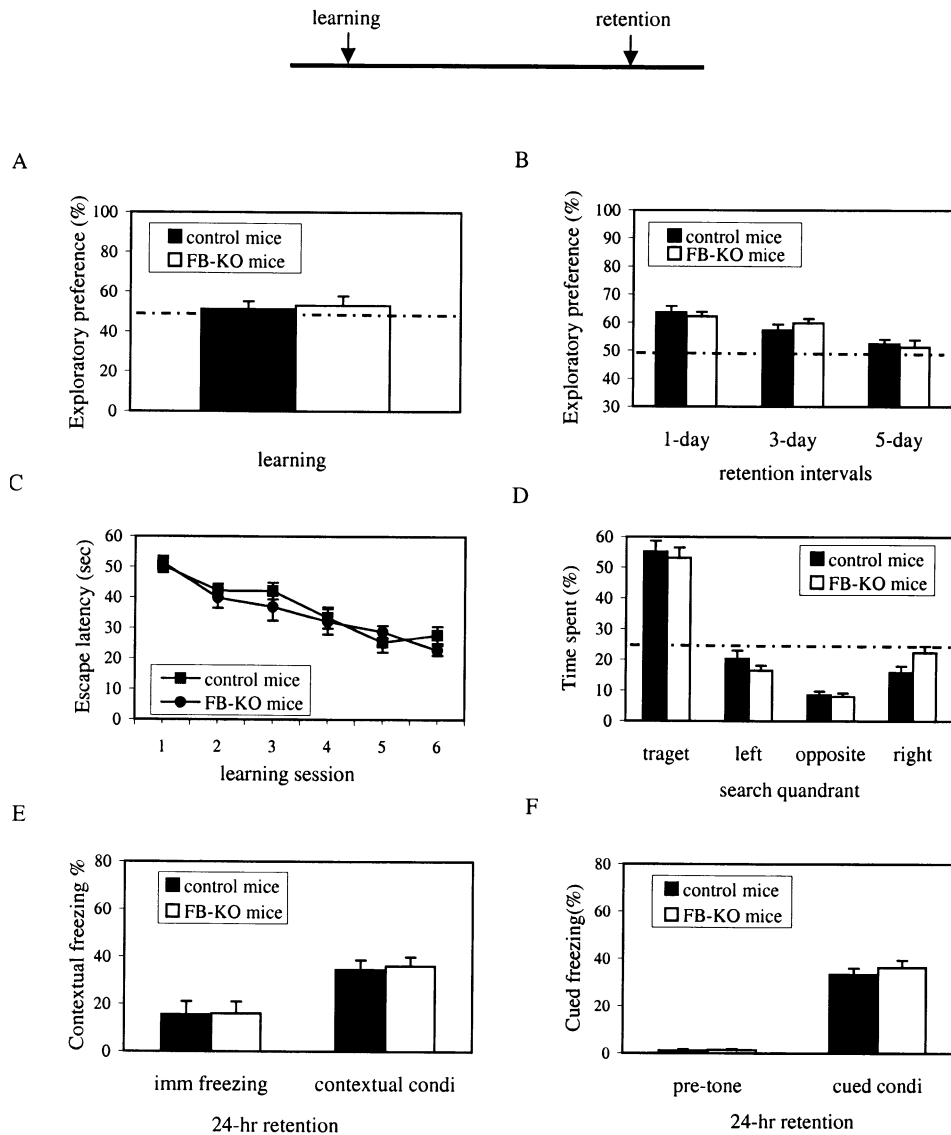 learning
retention
A
Exploratory preference (%)
100
80
60
40
20
0
control mice
FB-KO mice
learning
B
Exploratory preference (%)
100
90
80
70
60
50
40
30
control mice
FB-KO mice
1-day 3-day 5-day
retention intervals
C
Escape latency (sec)
60
50
40
30
20
10
0
control mice
FB-KO mice
1 2 3 4 5 6
learning session
D
Time spent (%)
60
50
40
30
20
10
0
control mice
FB-KO mice
traget left opposite right
search quandrant
E
Contextual freezing %
80
60
40
20
0
control mice
FB-KO mice
imm freezing contextual condi
24-hr retention
F
Cued freezing(%)
80
60
40
20
0
control mice
FB-KO mice
pre-tone cued condi
24-hr retention